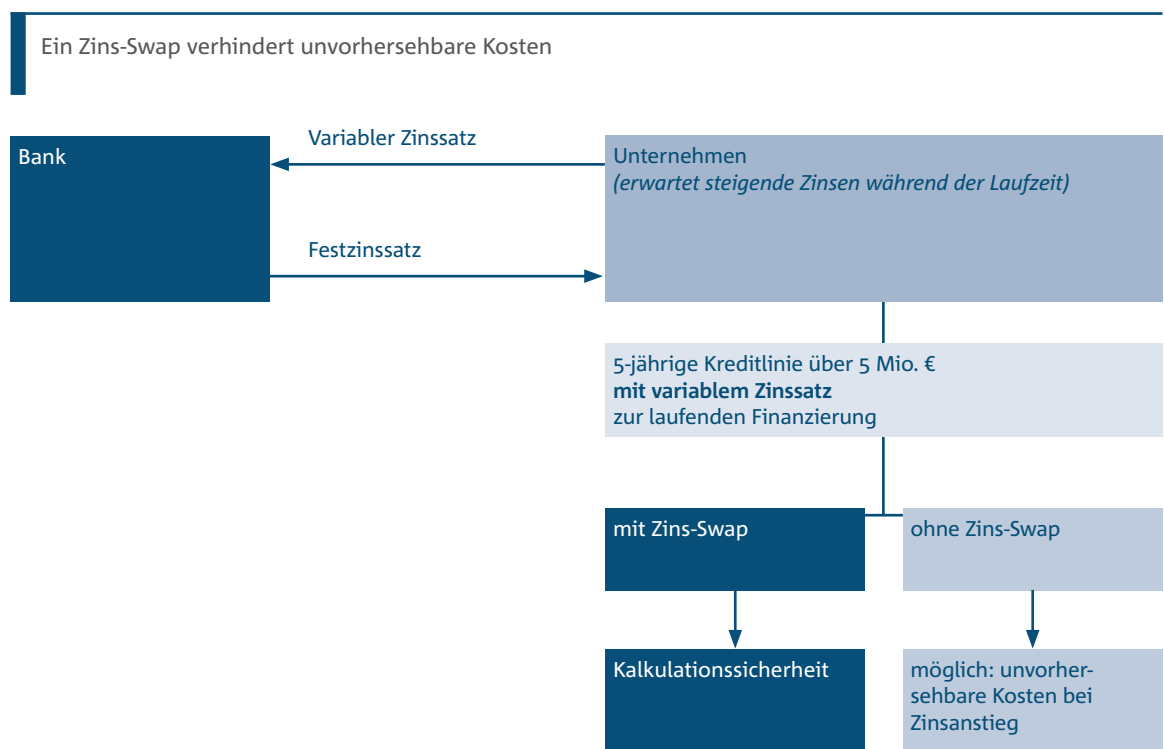 Ein Zins-Swap verhindert unvorhersehbare Kosten
Bank
Variabler Zinssatz
Festzinssatz
Unternehmen
(erwartet steigende Zinsen während der Laufzeit)
5-jährige Kreditlinie über 5 Mio. €
mit variablem Zinssatz
zur laufenden Finanzierung
mit Zins-Swap
ohne Zins-Swap
Kalkulationssicherheit
möglich: unvorher-
sehbare Kosten bei
Zinsanstieg